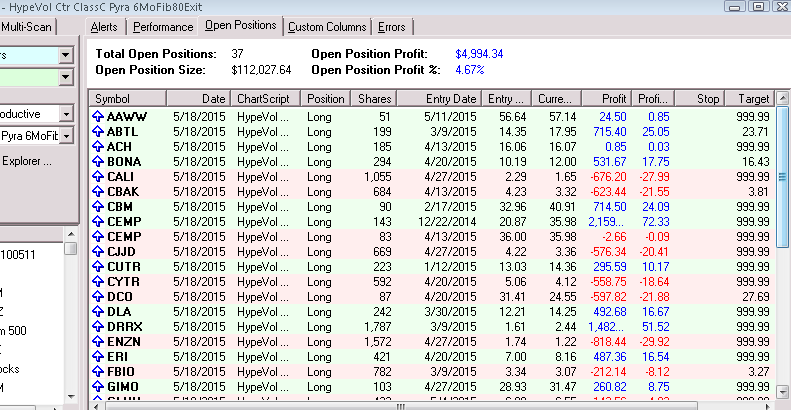 - HypeVol Ctr ClassC Pyra 6MoFib80Exit
Multi-Scan
Alerts Performance Open Positions Custom Columns Errors
rs
oductive
Pyra 6MoFib
Explorer ...
100511
M
Z
m 500
ocks
M
Total Open Positions: 37 Open Position Profit: $4,994.34
Open Position Size: $112,027.64 Open Position Profit %: 4.67%
Symbol Date ChartScript Position Shares Entry Date Entry ... Curre... Profit Profi... Stop Target
AAWW 5/18/2015 HypeVol ... Long 51 5/11/2015 56.64 57.14 24.50 0.85 999.99
ABTL 5/18/2015 HypeVol ... Long 199 3/9/2015 14.35 17.95 715.40 25.05 23.71
ACH 5/18/2015 HypeVol ... Long 185 4/13/2015 16.06 16.07 0.85 0.03 999.99
BONA 5/18/2015 HypeVol ... Long 294 4/20/2015 10.19 12.00 531.67 17.75 16.43
CALI 5/18/2015 HypeVol ... Long 1,055 4/27/2015 2.29 1.65 -676.20 -27.99 999.99
CBAK 5/18/2015 HypeVol ... Long 684 4/13/2015 4.23 3.32 -623.44 -21.55 3.81
CBM 5/18/2015 HypeVol ... Long 90 2/17/2015 32.96 40.91 714.50 24.09 999.99
CEMP 5/18/2015 HypeVol ... Long 143 12/22/2014 20.87 35.98 2,159... 72.33 999.99
CEMP 5/18/2015 HypeVol ... Long 83 4/13/2015 36.00 35.98 -2.66 -0.09 999.99
CJJD 5/18/2015 HypeVol ... Long 669 4/27/2015 4.22 3.36 -576.34 -20.41 999.99
CUTR 5/18/2015 HypeVol ... Long 223 1/12/2015 13.03 14.36 295.59 10.17 999.99
CYTR 5/18/2015 HypeVol ... Long 592 4/20/2015 5.06 4.12 -558.75 -18.64 999.99
DCO 5/18/2015 HypeVol ... Long 87 4/20/2015 31.41 24.55 -597.82 -21.88 27.69
DLA 5/18/2015 HypeVol ... Long 242 3/30/2015 12.21 14.25 492.68 16.67 999.99
DRRX 5/18/2015 HypeVol ... Long 1,787 3/9/2015 1.61 2.44 1,482... 51.52 999.99
ENZN 5/18/2015 HypeVol ... Long 1,572 4/27/2015 1.74 1.22 -818.44 -29.92 999.99
ERI 5/18/2015 HypeVol ... Long 421 4/20/2015 7.00 8.16 487.36 16.54 999.99
FBIO 5/18/2015 HypeVol ... Long 782 3/9/2015 3.34 3.07 -212.14 -8.12 3.27
GIMO 5/18/2015 HypeVol ... Long 103 4/27/2015 28.93 31.47 260.82 8.75 999.99